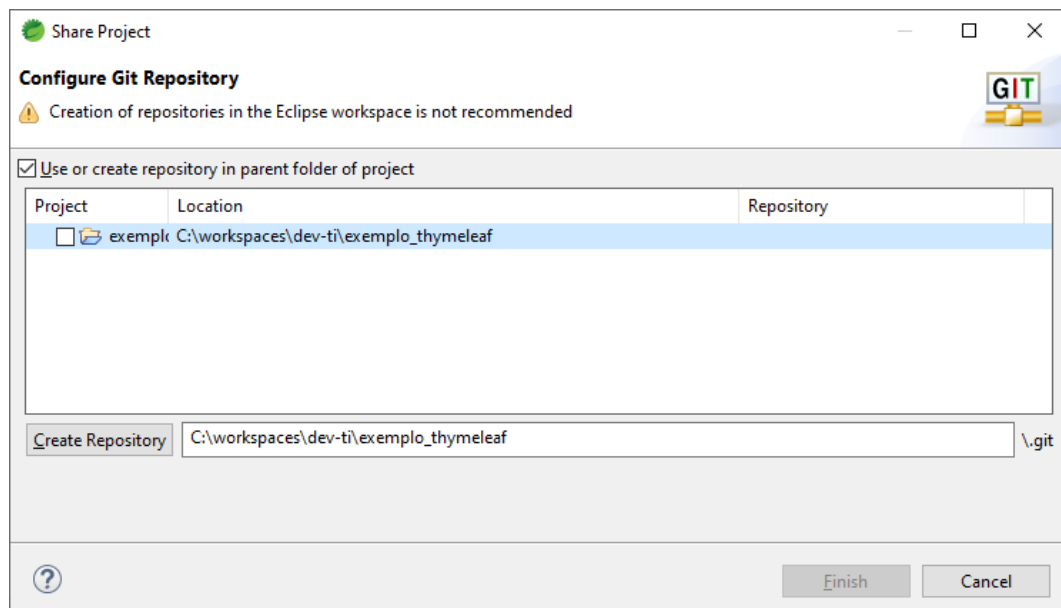 Share Project
Configure Git Repository
GIT
Creation of repositories in the Eclipse workspace is not recommended
Use or create repository in parent folder of project
Project Location Repository
exemplo C:\workspaces\dev-ti\exemplo_thymeleaf
Create Repository C:\workspaces\dev-ti\exemplo_thymeleaf \.git
? Finish Cancel